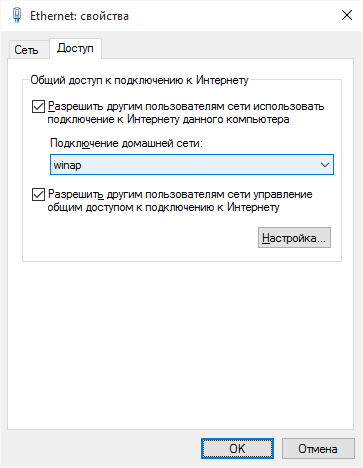 Ethernet: свойства
Сеть
Доступ
Общий доступ к подключению к Интернету
Разрешить другим пользователям сети использовать
подключение к Интернету данного компьютера
Подключение домашней сети:
winap
Разрешить другим пользователям сети управление
общим доступом к подключению к Интернету
Настройка...
OK
Отмена